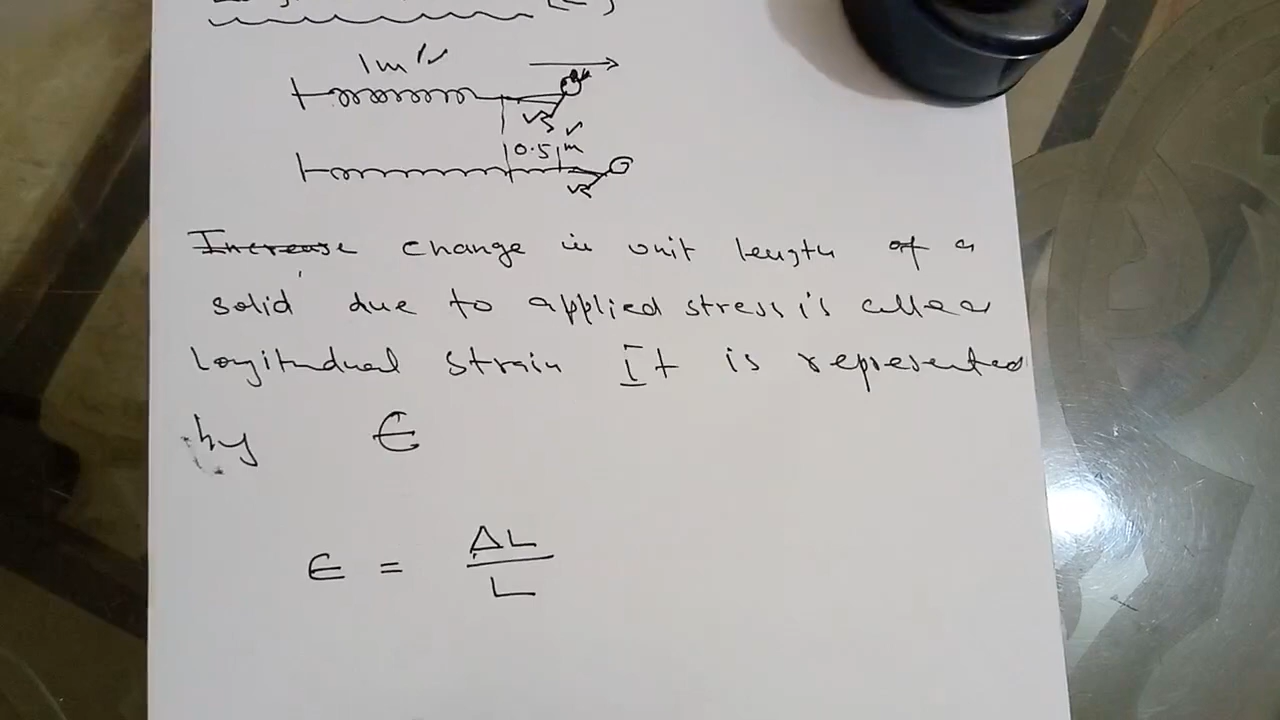 1m
0.5m
Increase change in unit length of a
solid due to applied stress is called
longitudual strain It is represented
by ∈
∈ = ΔL / L